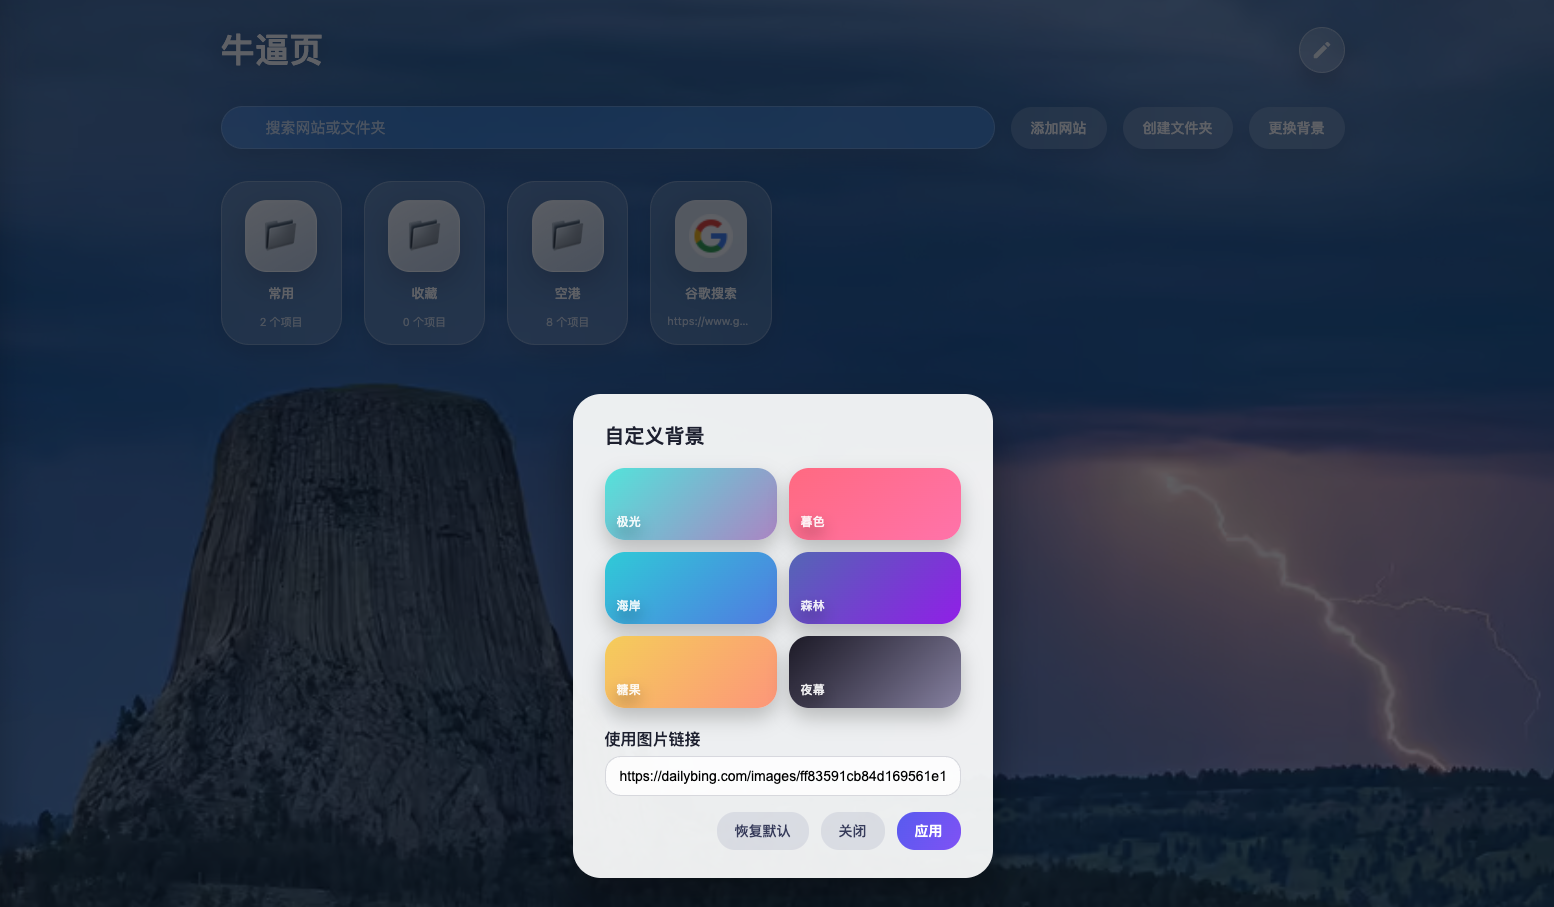 牛逼页
搜索网站或文件夹
添加网站
创建文件夹
更换背景
常用
2 个项目
收藏
0 个项目
空港
8 个项目
谷歌搜索
https://www.g...
自定义背景
极光
暮色
海岸
森林
糖果
夜幕
使用图片链接
https://dailybing.com/images/ff83591cb84d169561e1
恢复默认
关闭
应用